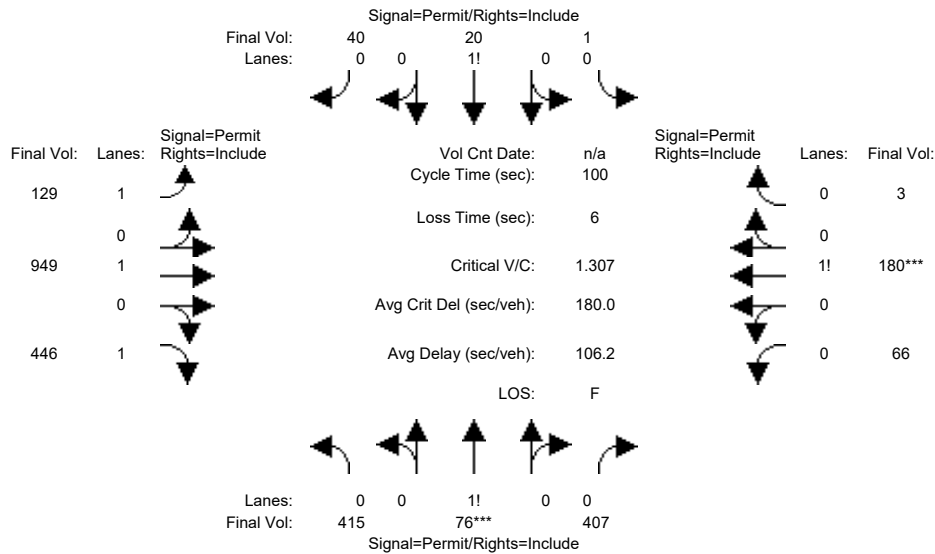 Signal=Permit/Rights=Include
Final Vol: 40 20 1
Lanes: 0 0 1! 0 0
Signal=Permit
Final Vol: Lanes: Rights=Include
Vol Cnt Date: n/a
Signal=Permit
Rights=Include Lanes: Final Vol:
Cycle Time (sec): 100
129 1
0 3
Loss Time (sec): 6
0
0
949 1
Critical V/C: 1.307
1! 180***
0
Avg Crit Del (sec/veh): 180.0
0
446 1
Avg Delay (sec/veh): 106.2
0 66
LOS: F
Lanes: 0 0 1! 0 0
Final Vol: 415 76*** 407
Signal=Permit/Rights=Include